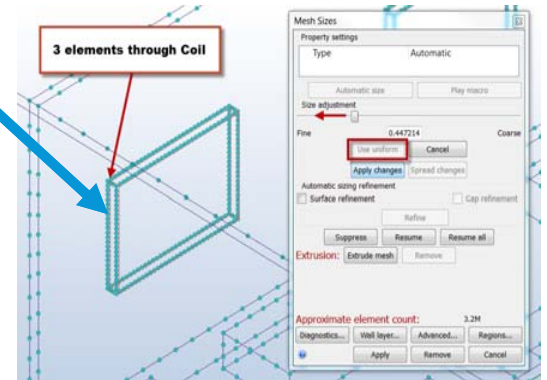 3 elements through Coil
Mesh Sizes
Property settings
Type Automatic
Automatic size Play macro
Size adjustment
Fine 0.447214 Coarse
Use uniform Cancel
Apply changes Spread changes
Automatic sizing refinement
Surface refinement Gap refinement
Refine
Suppress Resume Resume all
Extrusion: Extrude mesh Remove
Approximate element count: 3.2M
Diagnostics... Wall layer... Advanced... Regions...
Apply Remove Cancel